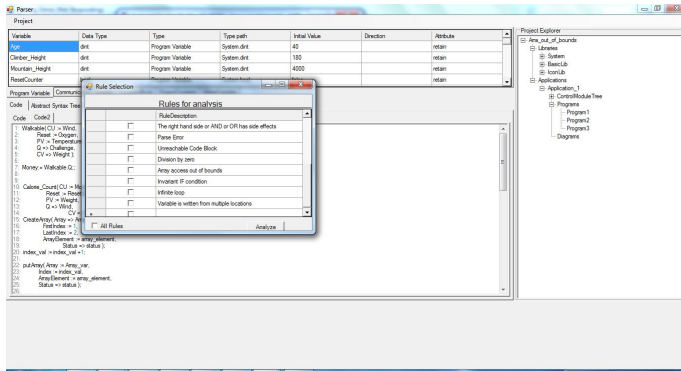 Parser
Project
Variable Data Type Type Type path Initial Value Direction Attribute
Age dint Program Variable System.dint 40 retain
Climber_Height dint Program Variable System.dint 180 retain
Mountain_Height dint Program Variable System.dint 4000 retain
ResetCounter
Program Variable
Code Abstract Syntax Tree
Code Code2
1: Walkable( CU := Wind,
2: Reset := Oxygen,
3: PV := Temperature
4: Q => Challenge,
5: CV => Weight );
6:
7: Money:= Walkable.Q;;
8:
9:
10: Calorie_Count( CU :=
11: Reset :=
12: PV := Weight,
13: Q => Wind,
14: CV =
15: CreateArray( Array =>
16: FirstIndex := 1,
17: LastIndex := 2,
18: ArrayElement := array_element,
19: Status => status );
20: index_val := index_val +1;
21:
22: putArray( Array := Array_var,
23: Index := index_val,
24: ArrayElement := array_element,
25: Status => status );
26:
Rule Selection
Rules for analysis
RuleDescription
The right hand side or AND or OR has side effects
Parse Error
Unreachable Code Block
Division by zero
Array access out of bounds
Invariant IF condition
Infinite loop
Variable is written from multiple locations
All Rules
Analyze
Project Explorer
Ams_out_of_bounds
Libraries
System
BasicLib
IconLib
Applications
Application_1
ControlModuleTree
Programs
Program1
Program2
Program3
Diagrams